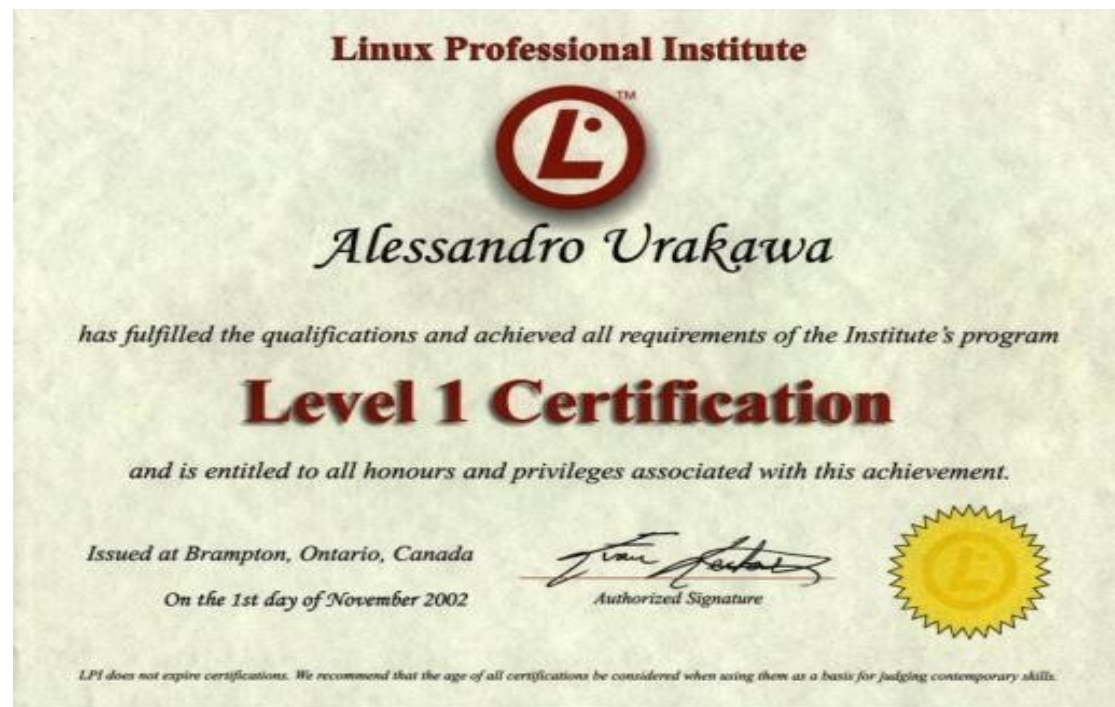 Linux Professional Institute
TM
L
Alessandro Urakawa
has fulfilled the qualifications and achieved all requirements of the Institute's program
Level 1 Certification
and is entitled to all honours and privileges associated with this achievement.
Issued at Brampton, Ontario, Canada
On the 1st day of November 2002
Authorized Signature
L
LPI does not expire certifications. We recommend that the age of all certifications be considered when using them as a basis for judging contemporary skills.